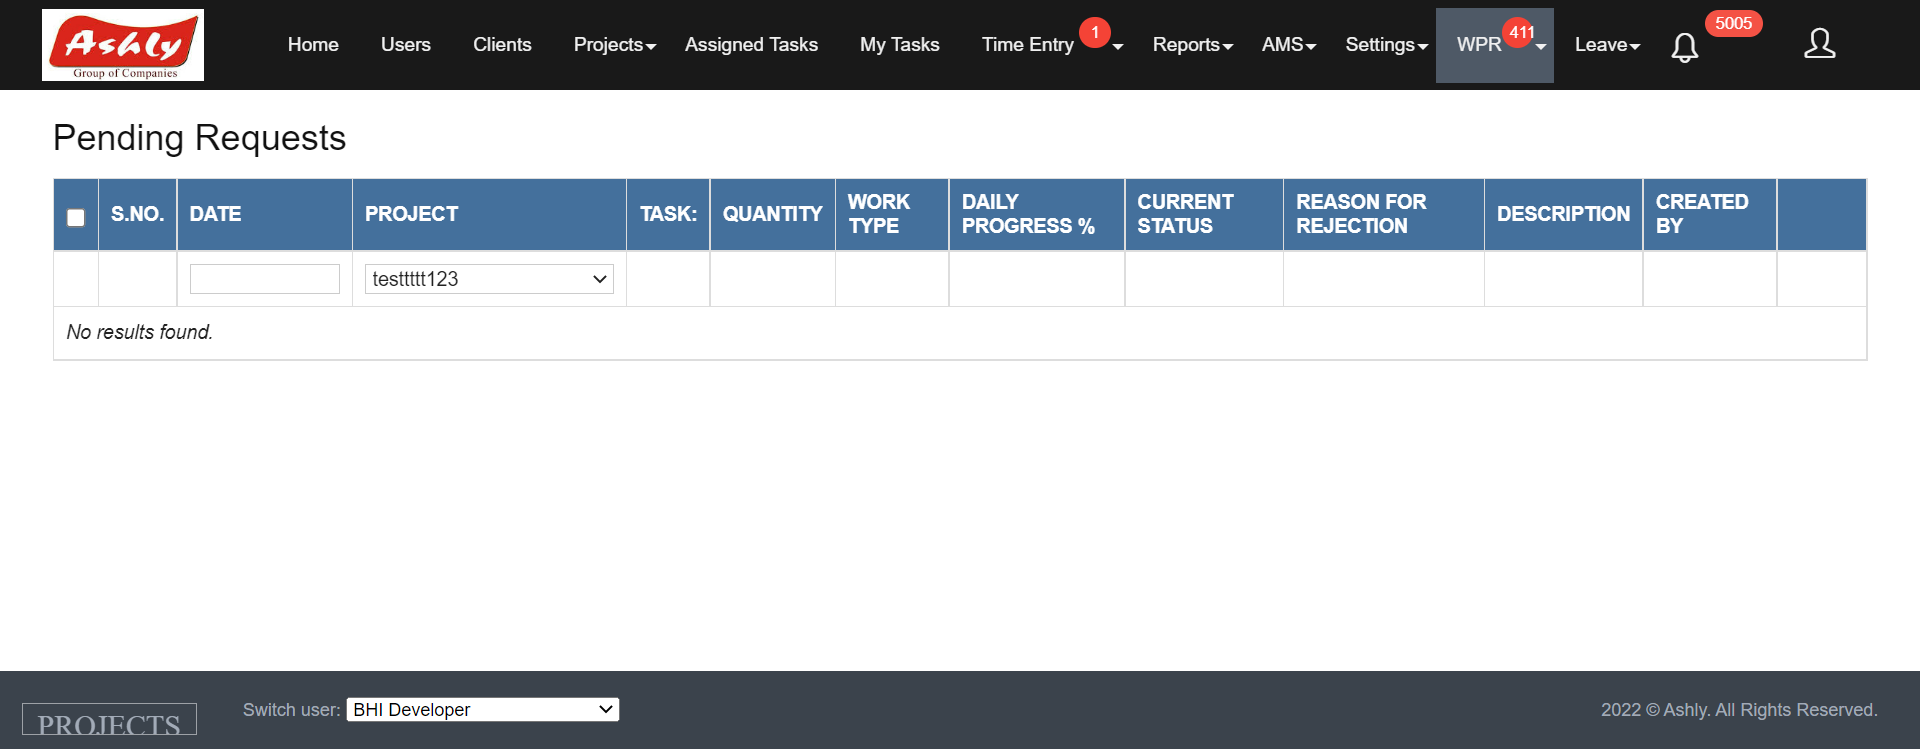 Ashly
Group of Companies
Home Users Clients Projects Assigned Tasks My Tasks Time Entry 1 Reports AMS Settings WPR 411 Leave 5005
Pending Requests
S.NO. DATE PROJECT TASK: QUANTITY WORK TYPE DAILY PROGRESS % CURRENT STATUS REASON FOR REJECTION DESCRIPTION CREATED BY
testtttt123
No results found.
PROJECTS Switch user: BHI Developer 2022 © Ashly. All Rights Reserved.